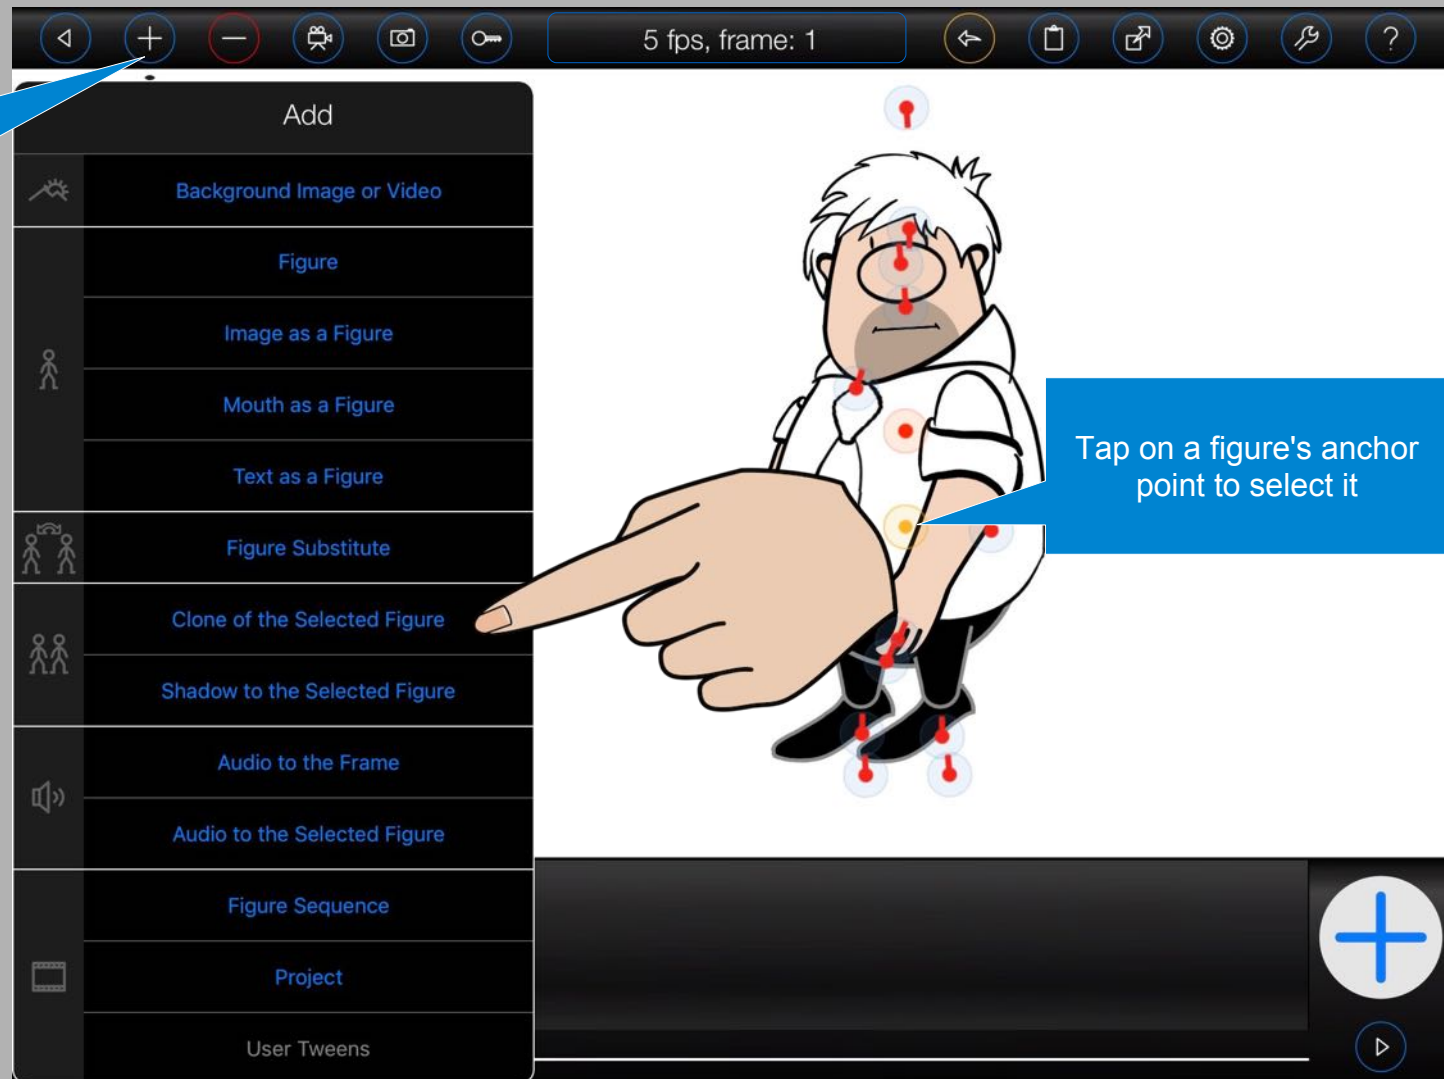 5 fps, frame: 1
?
Add
Background Image or Video
Figure
Image as a Figure
Mouth as a Figure
Text as a Figure
Figure Substitute
Clone of the Selected Figure
Shadow to the Selected Figure
Audio to the Frame
Audio to the Selected Figure
Figure Sequence
Project
User Tweens
Tap on a figure's anchor
point to select it